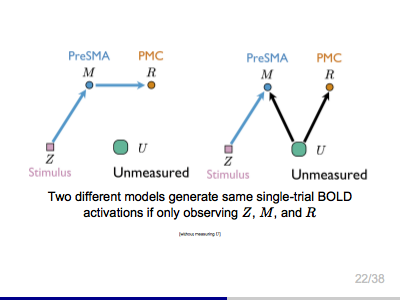 PreSMA PMC
M R
Z
Stimulus
U
Unmeasured
PreSMA PMC
M R
Z
Stimulus
U
Unmeasured
Two different models generate same single-trial BOLD
activations if only observing Z, M, and R
(without measuring U)
22/38